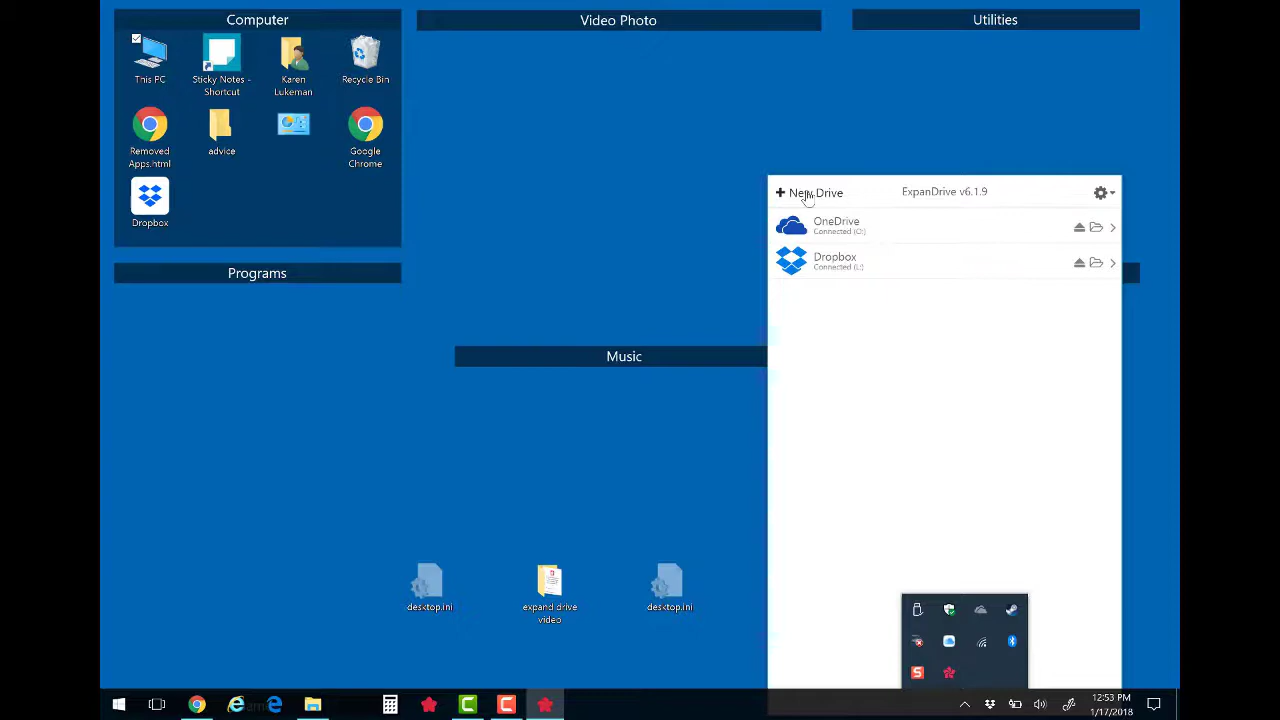 Computer
Video Photo
Utilities
This PC
Sticky Notes -
Shortcut
Karen
Lukeman
Recycle Bin
Removed
Apps.html
advice
Google
Chrome
Dropbox
Programs
New Drive
ExpanDrive v6.1.9
OneDrive
Connected (O:)
Dropbox
Connected (L:)
Music
desktop.ini
expand drive
video
desktop.ini
12:53 PM
1/17/2018